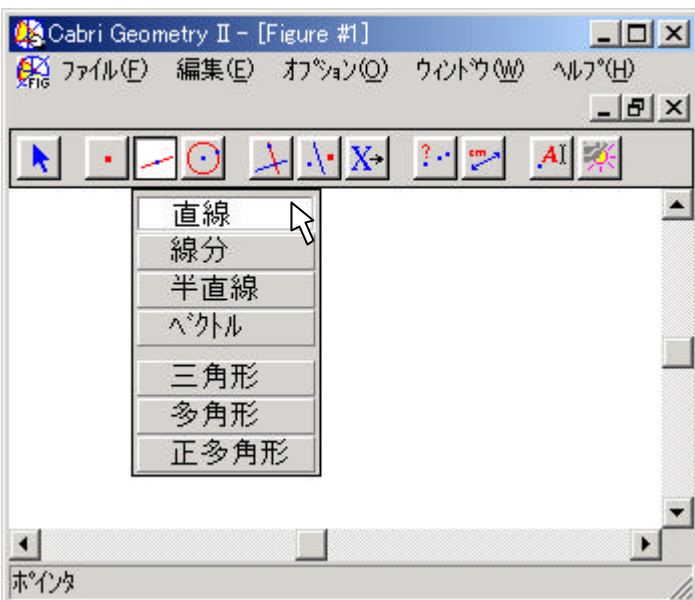 Cabri Geometry II - [Figure #1]
ファイル(F) 編集(E) オプション(O) ウィンドウ(W) ヘルプ(H)
FIG
X
?
cm
AI
直線
線分
半直線
ベクトル
三角形
多角形
正多角形
ポインタ